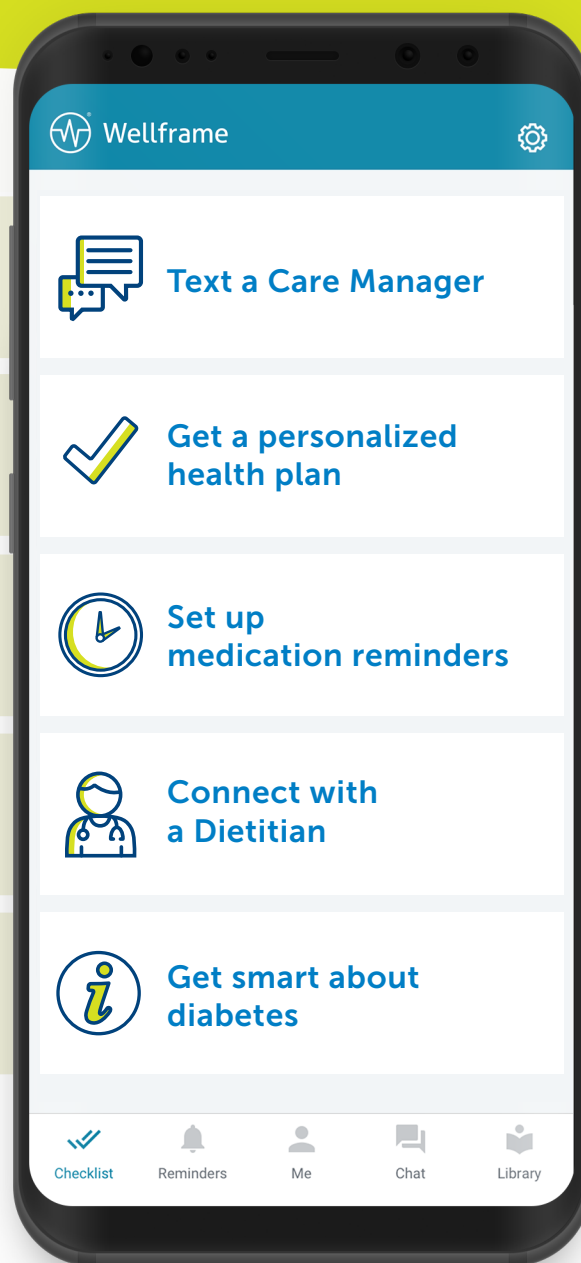 Wellframe
Text a Care Manager
Get a personalized
health plan
Set up
medication reminders
Connect with
a Dietitian
i
Get smart about
diabetes
Checklist
Reminders
Me
Chat
Library